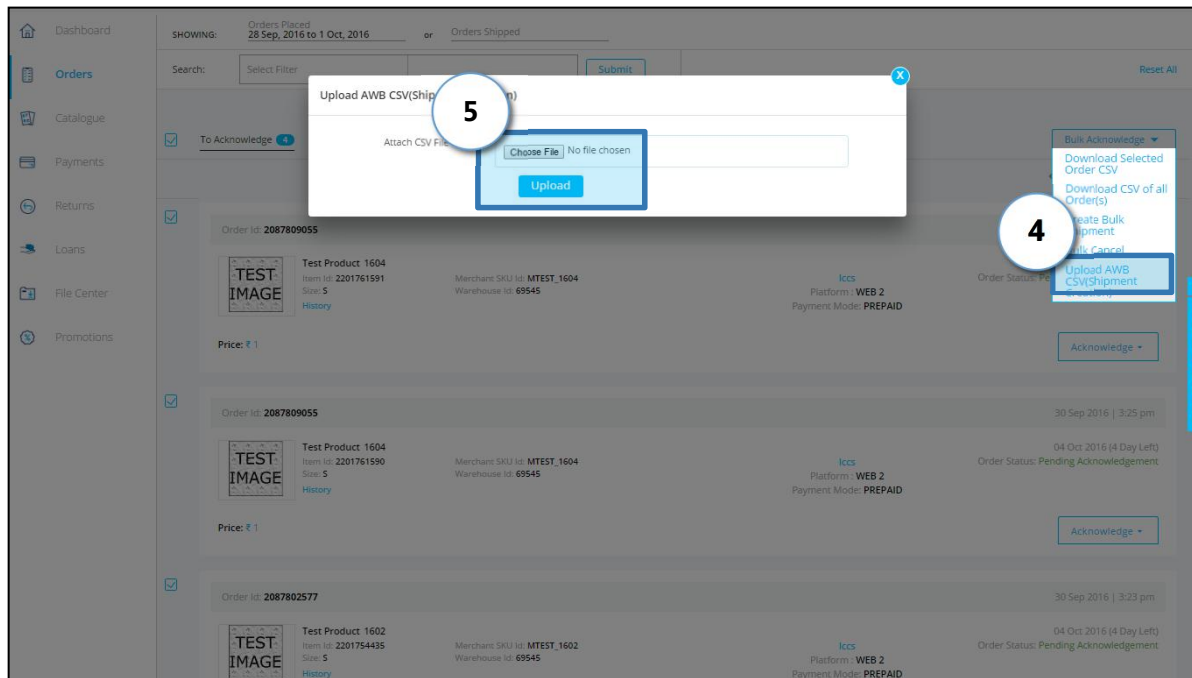 Dashboard
Orders
Catalogue
Payments
Returns
Loans
File Center
Promotions
SHOWING:
Orders Placed
28 Sep, 2016 to 1 Oct, 2016
or
Orders Shipped
Search:
Select Filter
Submit
Reset All
X
Upload AWB CSV(Ship
n)
5
Attach CSV File
Choose File No file chosen
Upload
To Acknowledge 4
Bulk Acknowledge
Download Selected
Order CSV
Download CSV of all
Order(s)
reate Bulk
hipment
ulk Cancel
4
Upload AWB
CSV(Shipment
Creation)
Order Id: 2087809055
TEST
IMAGE
Test Product 1604
Item Id: 2201761591
Size: S
History
Merchant SKU Id: MTEST_1604
Warehouse Id: 69545
lccs
Platform : WEB 2
Payment Mode: PREPAID
Order Status: Pe
Price: ₹ 1
Acknowledge
Order Id: 2087809055
30 Sep 2016 | 3:25 pm
TEST
IMAGE
Test Product 1604
Item Id: 2201761590
Size: S
History
Merchant SKU Id: MTEST_1604
Warehouse Id: 69545
lccs
Platform : WEB 2
Payment Mode: PREPAID
04 Oct 2016 (4 Day Left)
Order Status: Pending Acknowledgement
Price: ₹ 1
Acknowledge
Order Id: 2087802577
30 Sep 2016 | 3:23 pm
TEST
IMAGE
Test Product 1602
Item Id: 2201754435
Size: S
History
Merchant SKU Id: MTEST_1602
Warehouse Id: 69545
lccs
Platform : WEB 2
Payment Mode: PREPAID
04 Oct 2016 (4 Day Left)
Order Status: Pending Acknowledgement